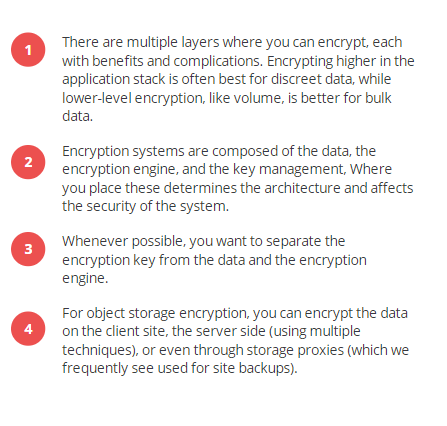 1
There are multiple layers where you can encrypt, each
with benefits and complications. Encrypting higher in the
application stack is often best for discreet data, while
lower-level encryption, like volume, is better for bulk
data.
2
Encryption systems are composed of the data, the
encryption engine, and the key management, Where
you place these determines the architecture and affects
the security of the system.
3
Whenever possible, you want to separate the
encryption key from the data and the encryption
engine.
4
For object storage encryption, you can encrypt the data
on the client site, the server side (using multiple
techniques), or even through storage proxies (which we
frequently see used for site backups).